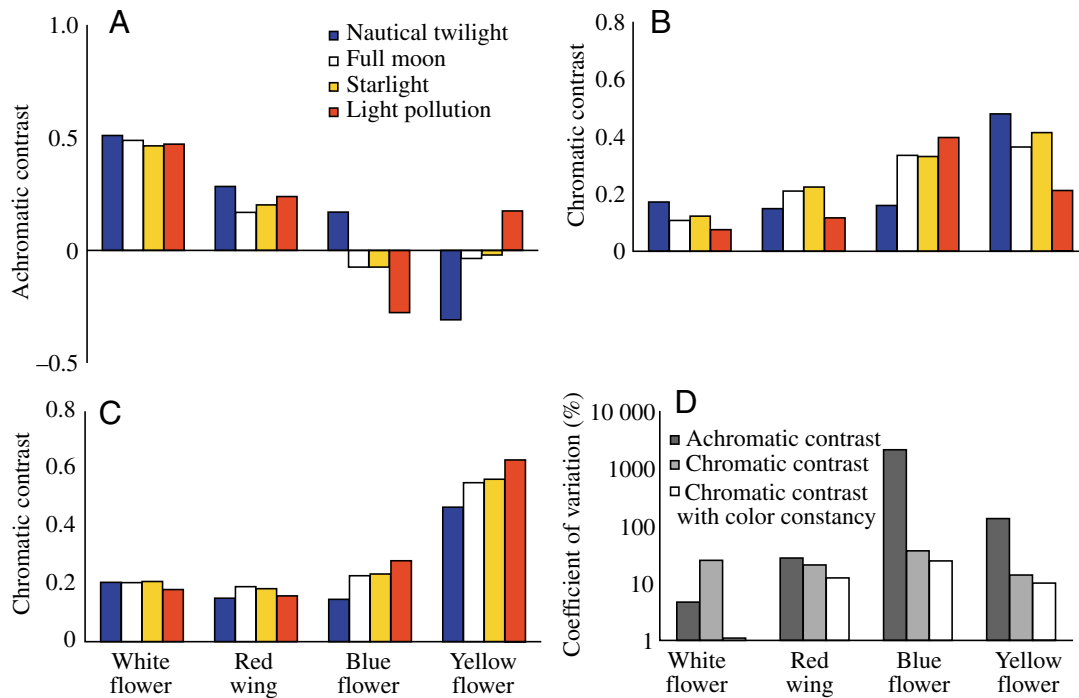 A
1.0
0.5
0
–0.5
Achromatic contrast
Nautical twilight
Full moon
Starlight
Light pollution
B
0.8
0.6
0.4
0.2
0
Chromatic contrast
C
0.8
0.6
0.4
0.2
0
Chromatic contrast
White
flower
Red
wing
Blue
flower
Yellow
flower
D
10 000
1000
100
10
1
Coefficient of variation (%)
Achromatic contrast
Chromatic contrast
Chromatic contrast
with color constancy
White
flower
Red
wing
Blue
flower
Yellow
flower